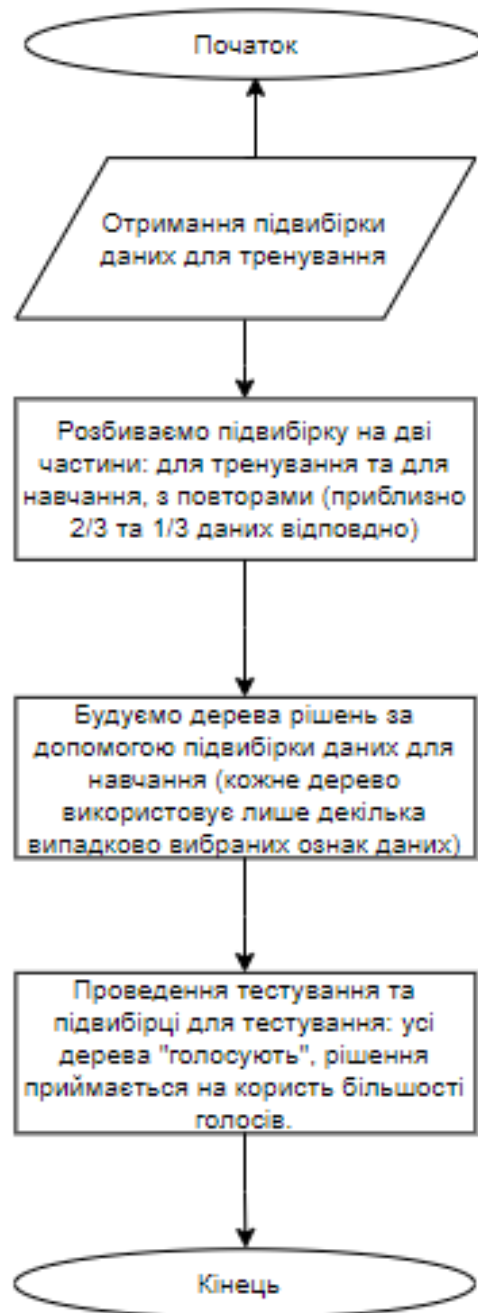 Початок
Отримання підвибірки
даних для тренування
Розбиваємо підвибірку на дві
частини: для тренування та для
навчання, з повторами (приблизно
2/3 та 1/3 даних відповдно)
Будуємо дерева рішень за
допомогою підвибірки даних для
навчання (кожне дерево
використовує лише декілька
випадково вибраних ознак даних)
Проведення тестування та
підвибірці для тестування: усі
дерева "голосують", рішення
приймається на користь більшості
голосів.
Кінець